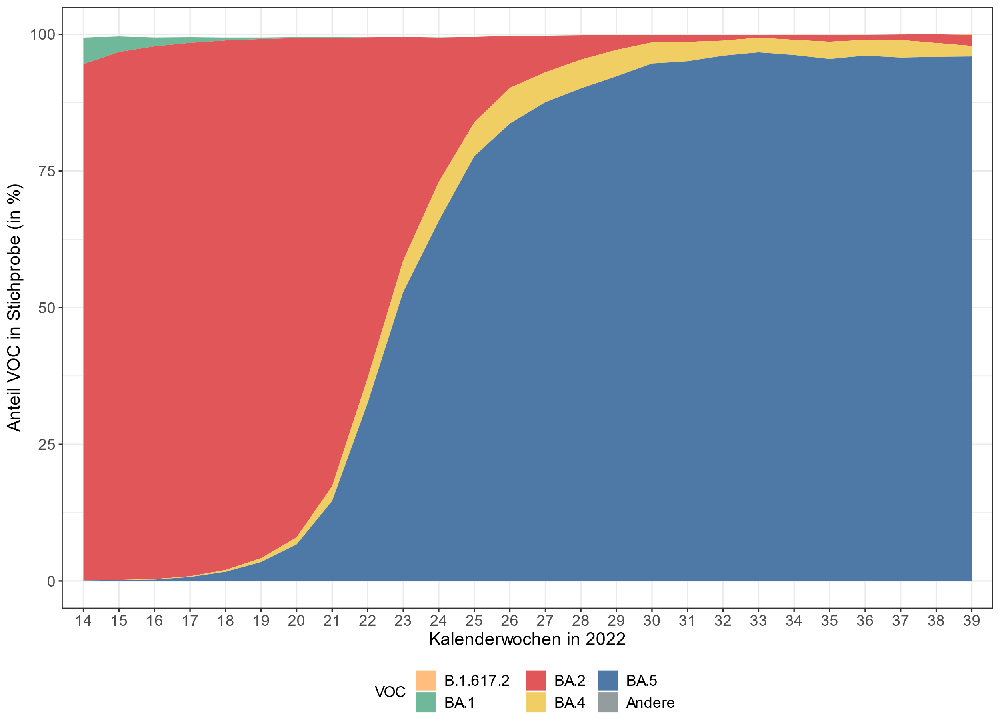 Anteil VOC in Stichprobe (in %)
100
75
50
25
0
14 15 16 17 18 19 20 21 22 23 24 25 26 27 28 29 30 31 32 33 34 35 36 37 38 39
Kalenderwochen in 2022
VOC
B.1.617.2 BA.2 BA.5
BA.1 BA.4 Andere